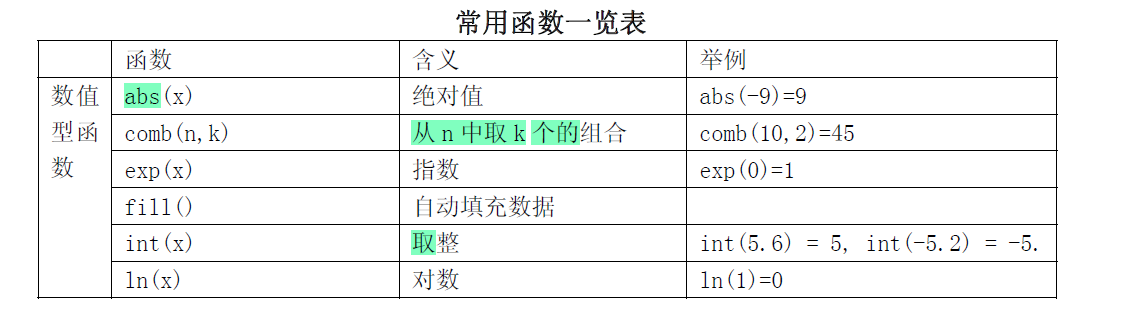 常用函数一览表
函数 含义 举例
数值型函数
abs(x) 绝对值 abs(-9)=9
comb(n,k) 从 n 中取 k 个的组合 comb(10,2)=45
exp(x) 指数 exp(0)=1
fill() 自动填充数据
int(x) 取整 int(5.6) = 5, int(-5.2) = -5.
ln(x) 对数 ln(1)=0